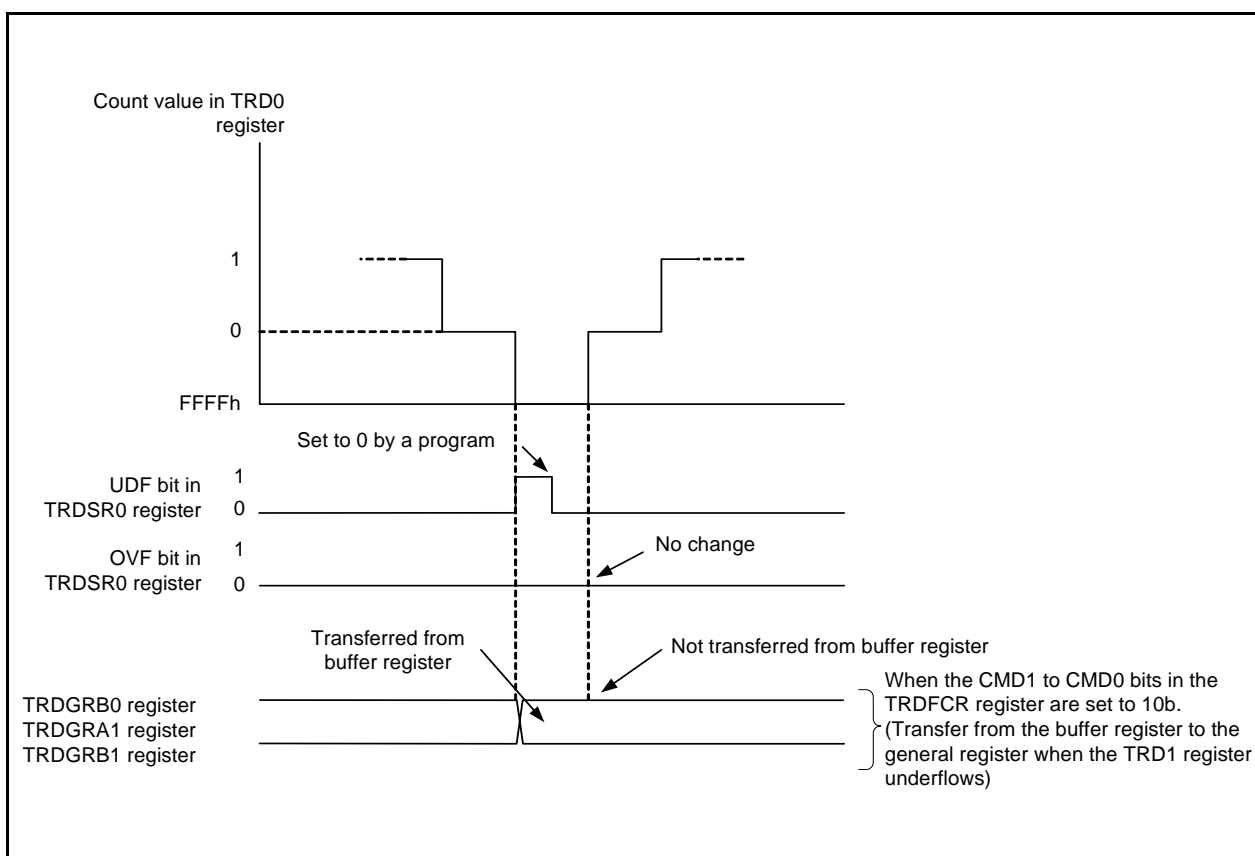 Count value in TRD0
register
1
0
FFFFh
Set to 0 by a program
UDF bit in
TRDSR0 register
1
0
No change
OVF bit in
TRDSR0 register
1
0
Transferred from
buffer register
Not transferred from buffer register
TRDGRB0 register
TRDGRA1 register
TRDGRB1 register
When the CMD1 to CMD0 bits in the
TRDFCR register are set to 10b.
(Transfer from the buffer register to the
general register when the TRD1 register
underflows)